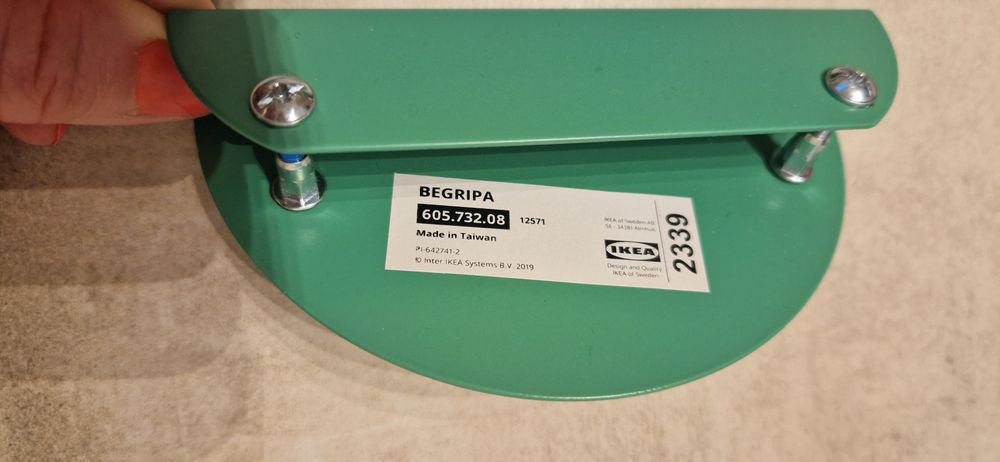 BEGRIPA
605.732.08 12571
Made in Taiwan
PI-642741-2
© Inter IKEA Systems B.V. 2019
IKEA of Sweden AB
SE - 34381 Älmhult
IKEA
Design and Quality
IKEA of Sweden
2339